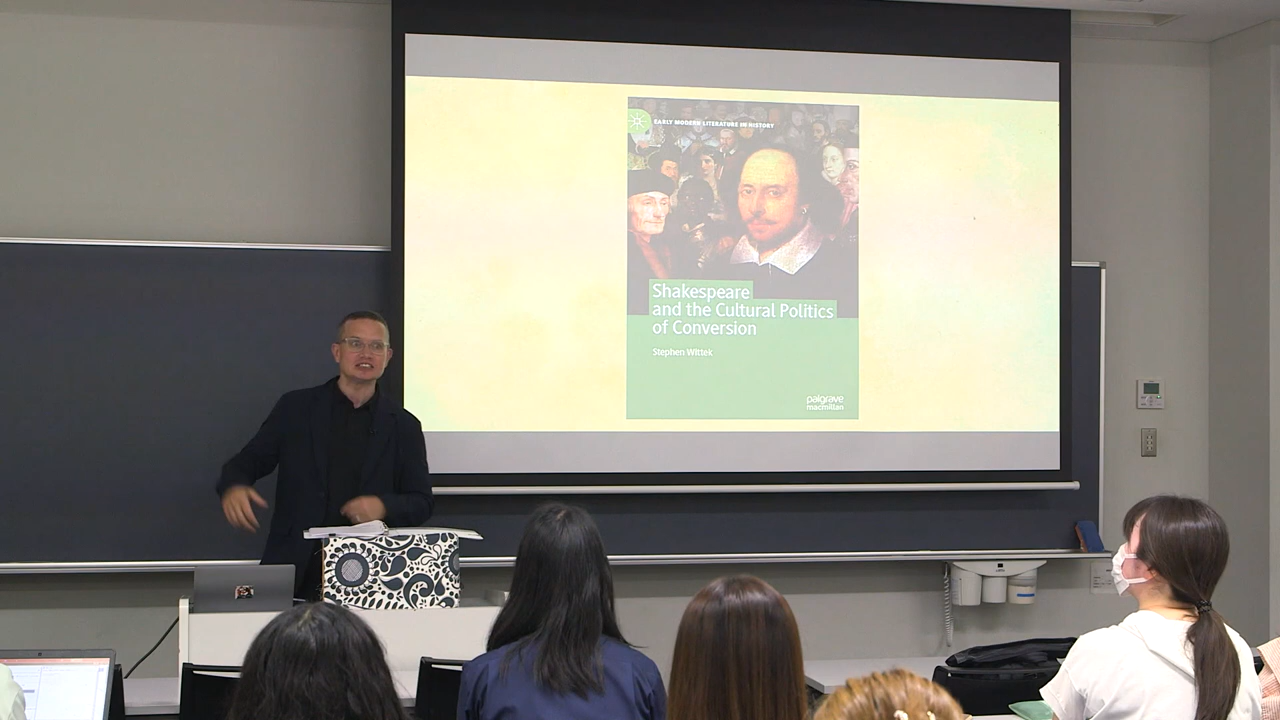 EARLY MODERN LITERATURE IN HISTORY
Shakespeare
and the Cultural Politics
of Conversion
Stephen Wittek
palgrave
macmillan